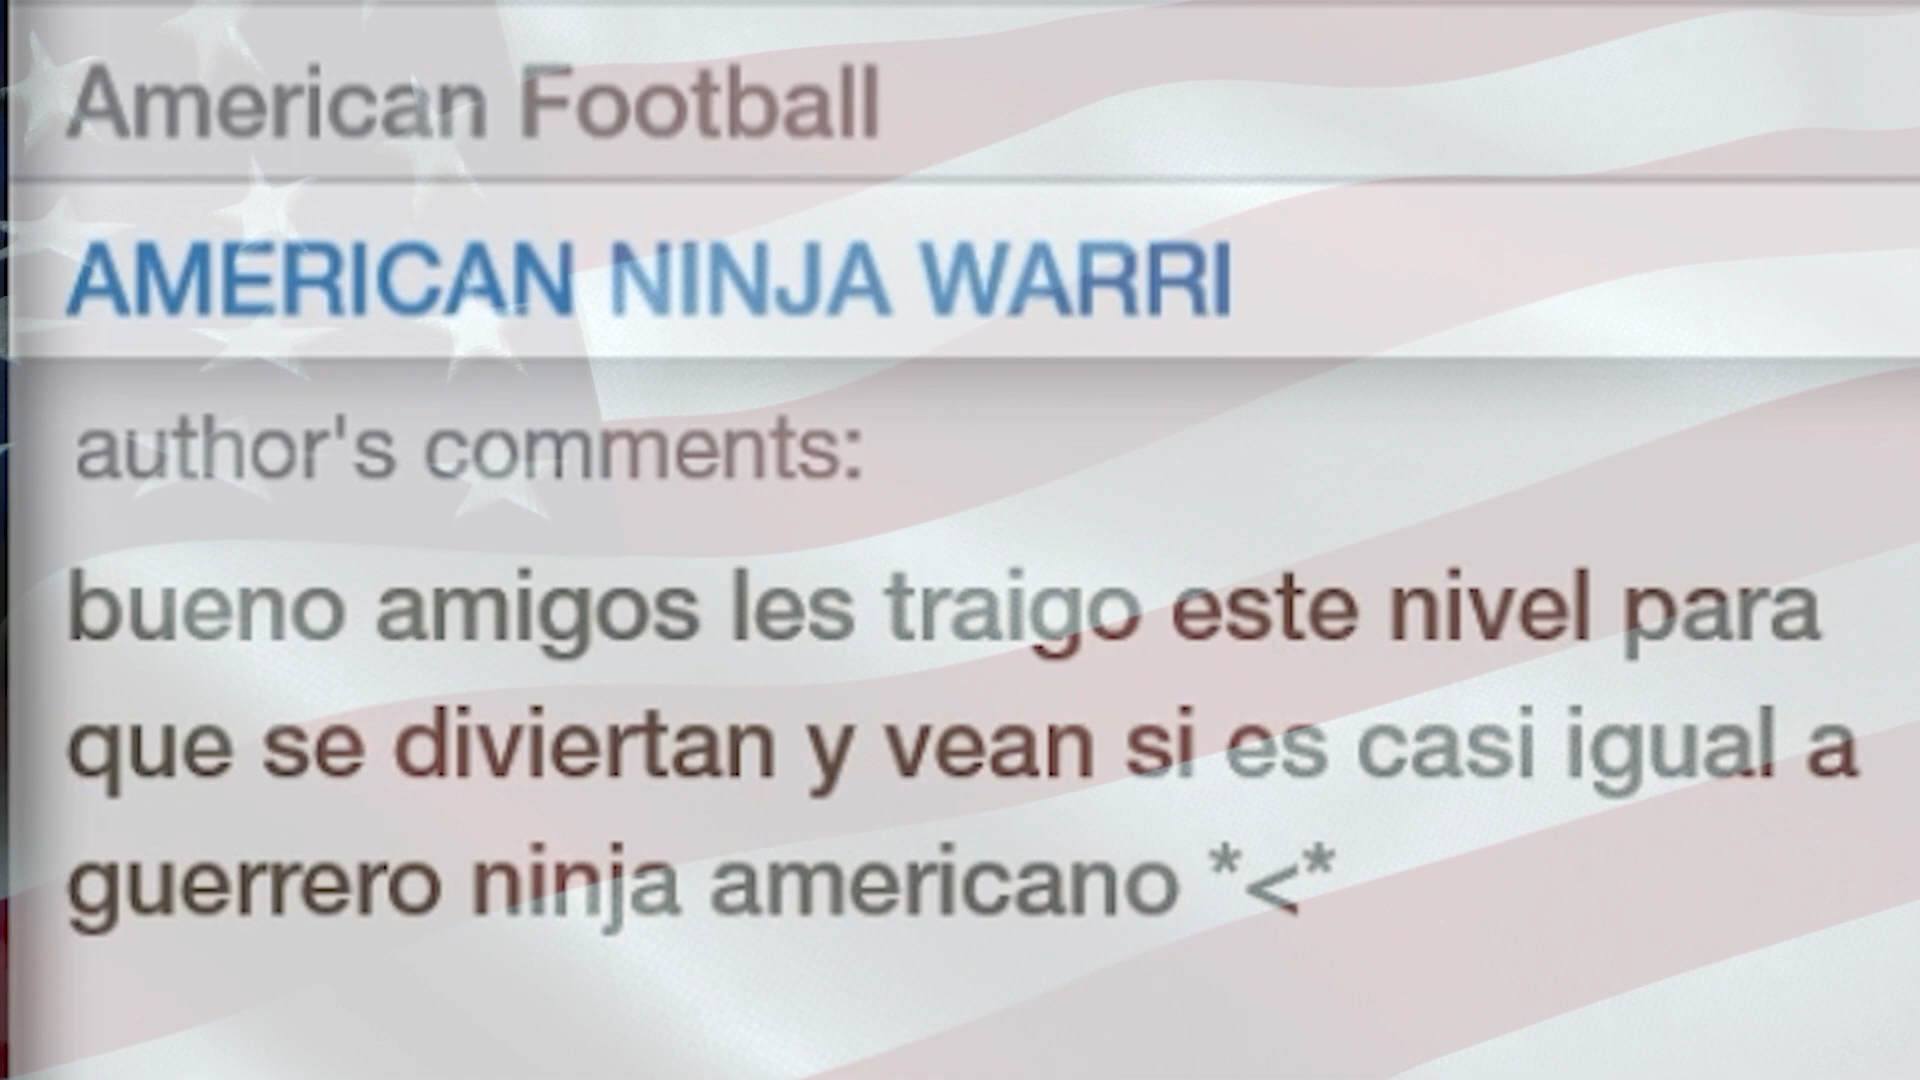 American Football
AMERICAN NINJA WARRI
author's comments:
bueno amigos les traigo este nivel para
que se diviertan y vean si es casi igual a
guerrero ninja americano *<*